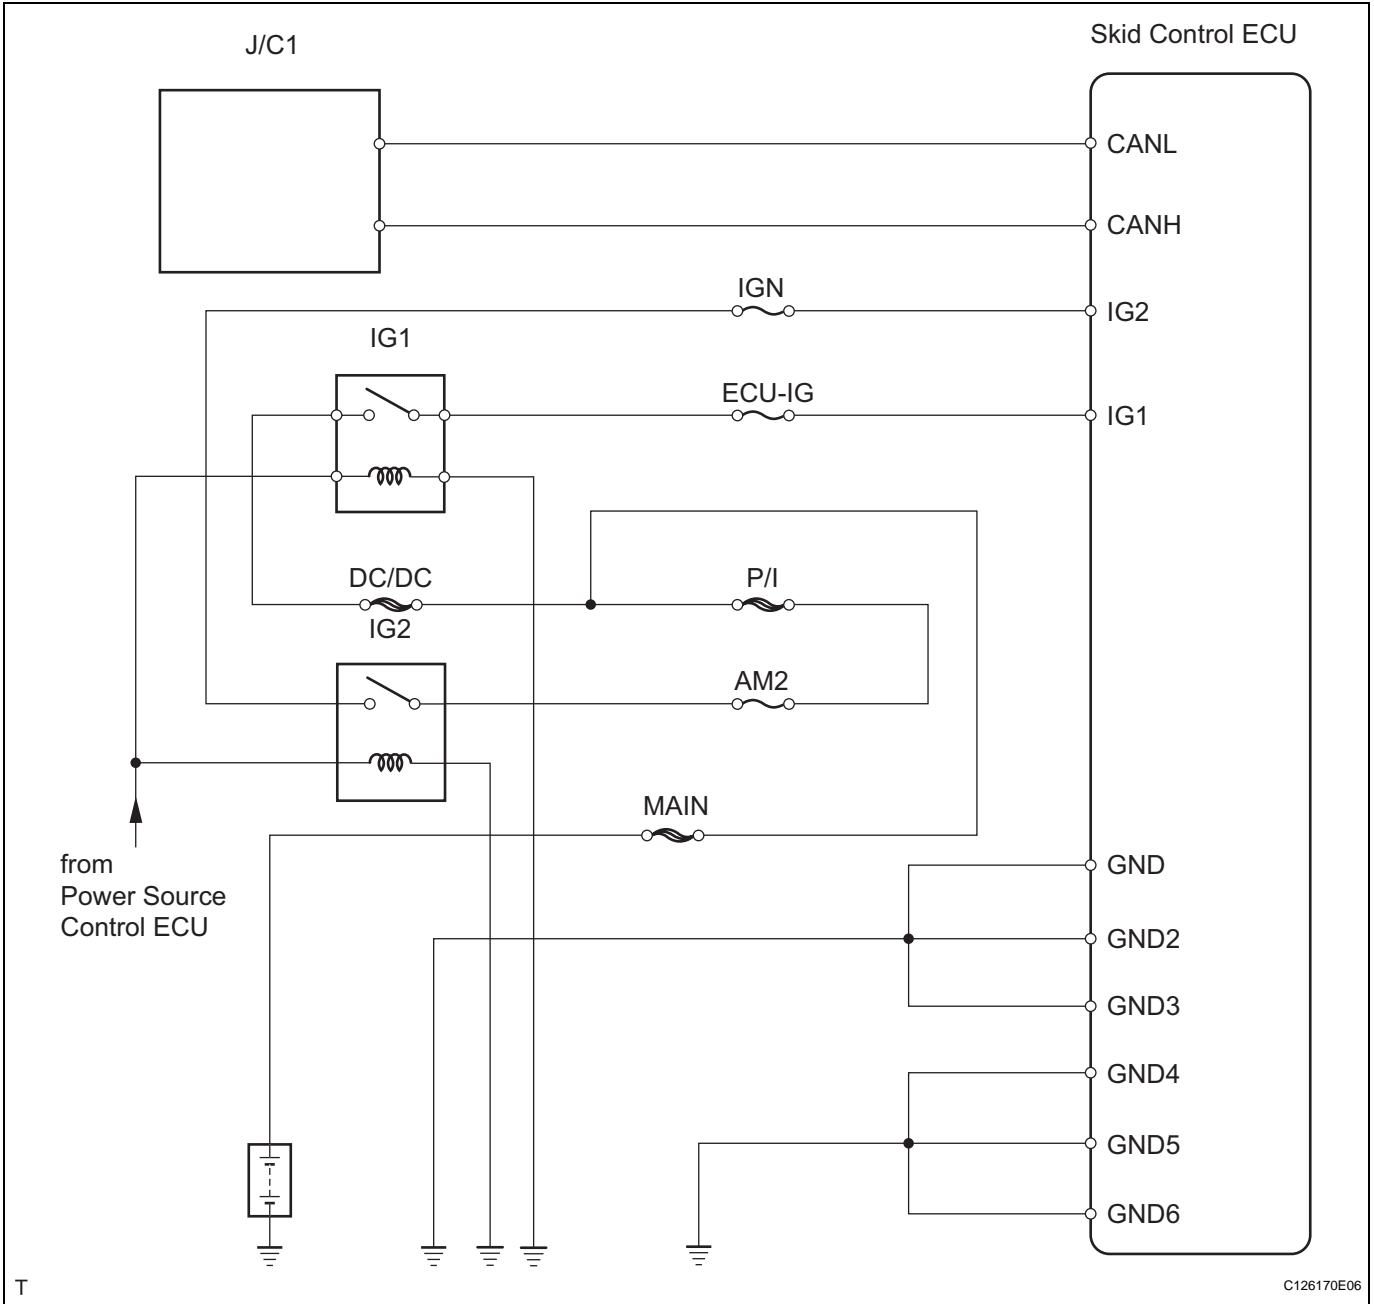 Skid Control ECU
J/C1
CANL
CANH
IGN
IG2
IG1
ECU-IG
IG1
DC/DC
P/I
IG2
AM2
MAIN
from
Power Source
Control ECU
GND
GND2
GND3
GND4
GND5
GND6
T
C126170E06